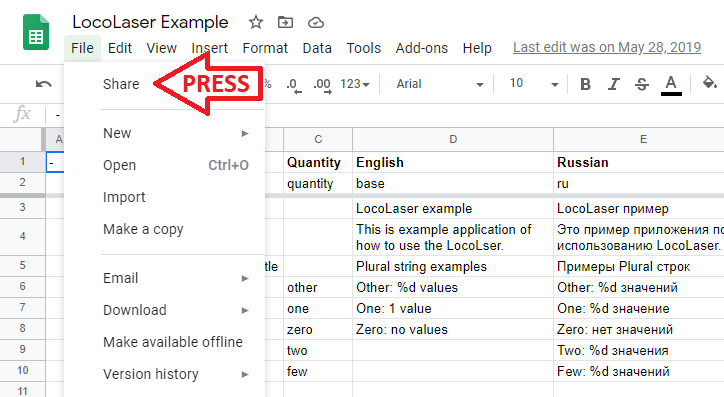 LocoLaser Example
File Edit View Insert Format Data Tools Add-ons Help Last edit was on May 28, 2019
Share PRESS % .0 .00 123 Arial 10 B I S A
fx -
A C D E
1 - Quantity English Russian
2 quantity base ru
New
3 LocoLaser example LocoLaser пример
Open Ctrl+O
Import
4 This is example application of Это пример приложения по
how to use the LocoLser. использованию LocoLaser.
Make a copy
5 tle Plural string examples Примеры Plural строк
Email
6 other Other: %d values Other: %d значений
Download
7 one One: 1 value One: %d значение
8 zero Zero: no values Zero: нет значений
Make available offline
9 two Two: %d значения
Version history
10 few Few: %d значений
11